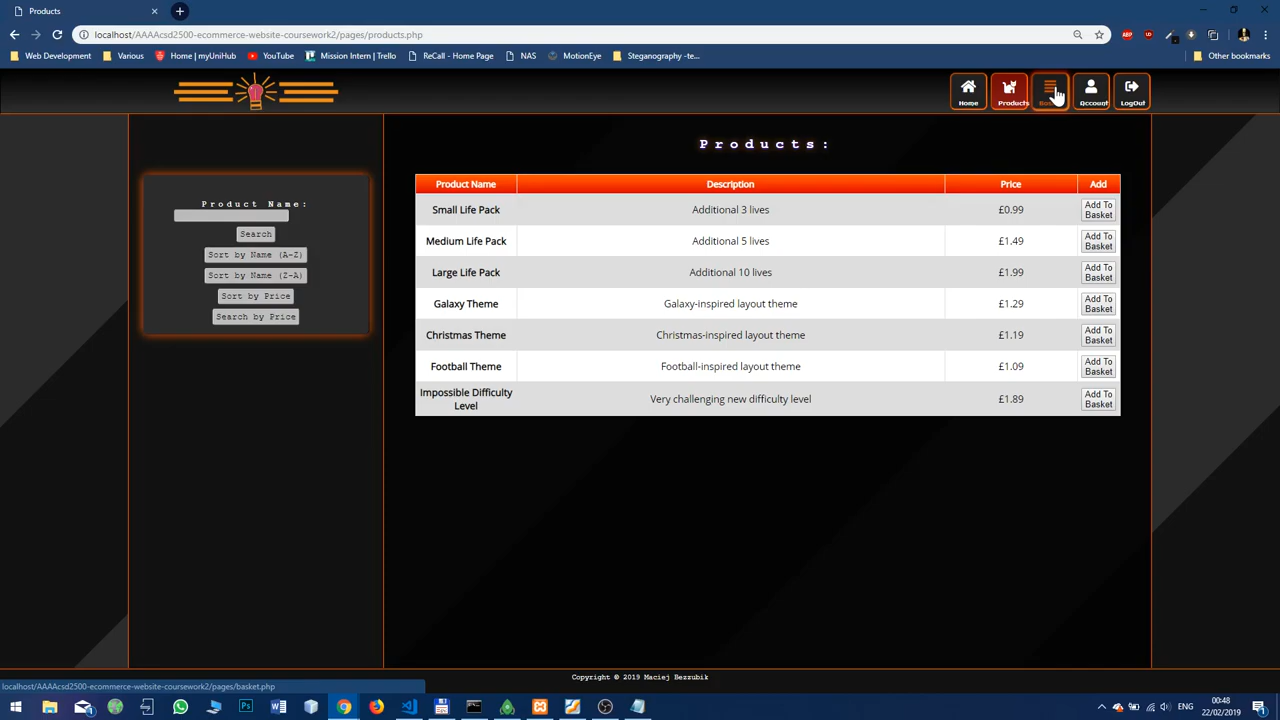 Products
localhost/AAAAcsd2500-ecommerce-website-coursework2/pages/products.php
Web Development Various Home | myUniHub YouTube Mission Intern | Trello ReCall - Home Page NAS MotionEye Steganography -te... Other bookmarks
Home Products Account LogOut
Products:
Product Name:
Search
Sort by Name (A-Z)
Sort by Name (Z-A)
Sort by Price
Search by Price
Product Name Description Price Add
Small Life Pack Additional 3 lives £0.99 Add To Basket
Medium Life Pack Additional 5 lives £1.49 Add To Basket
Large Life Pack Additional 10 lives £1.99 Add To Basket
Galaxy Theme Galaxy-inspired layout theme £1.29 Add To Basket
Christmas Theme Christmas-inspired layout theme £1.19 Add To Basket
Football Theme Football-inspired layout theme £1.09 Add To Basket
Impossible Difficulty Level Very challenging new difficulty level £1.89 Add To Basket
Copyright © 2019 Maciej Bezzubik
localhost/AAAAcsd2500-ecommerce-website-coursework2/pages/basket.php
ENG
00:48
22/02/2019